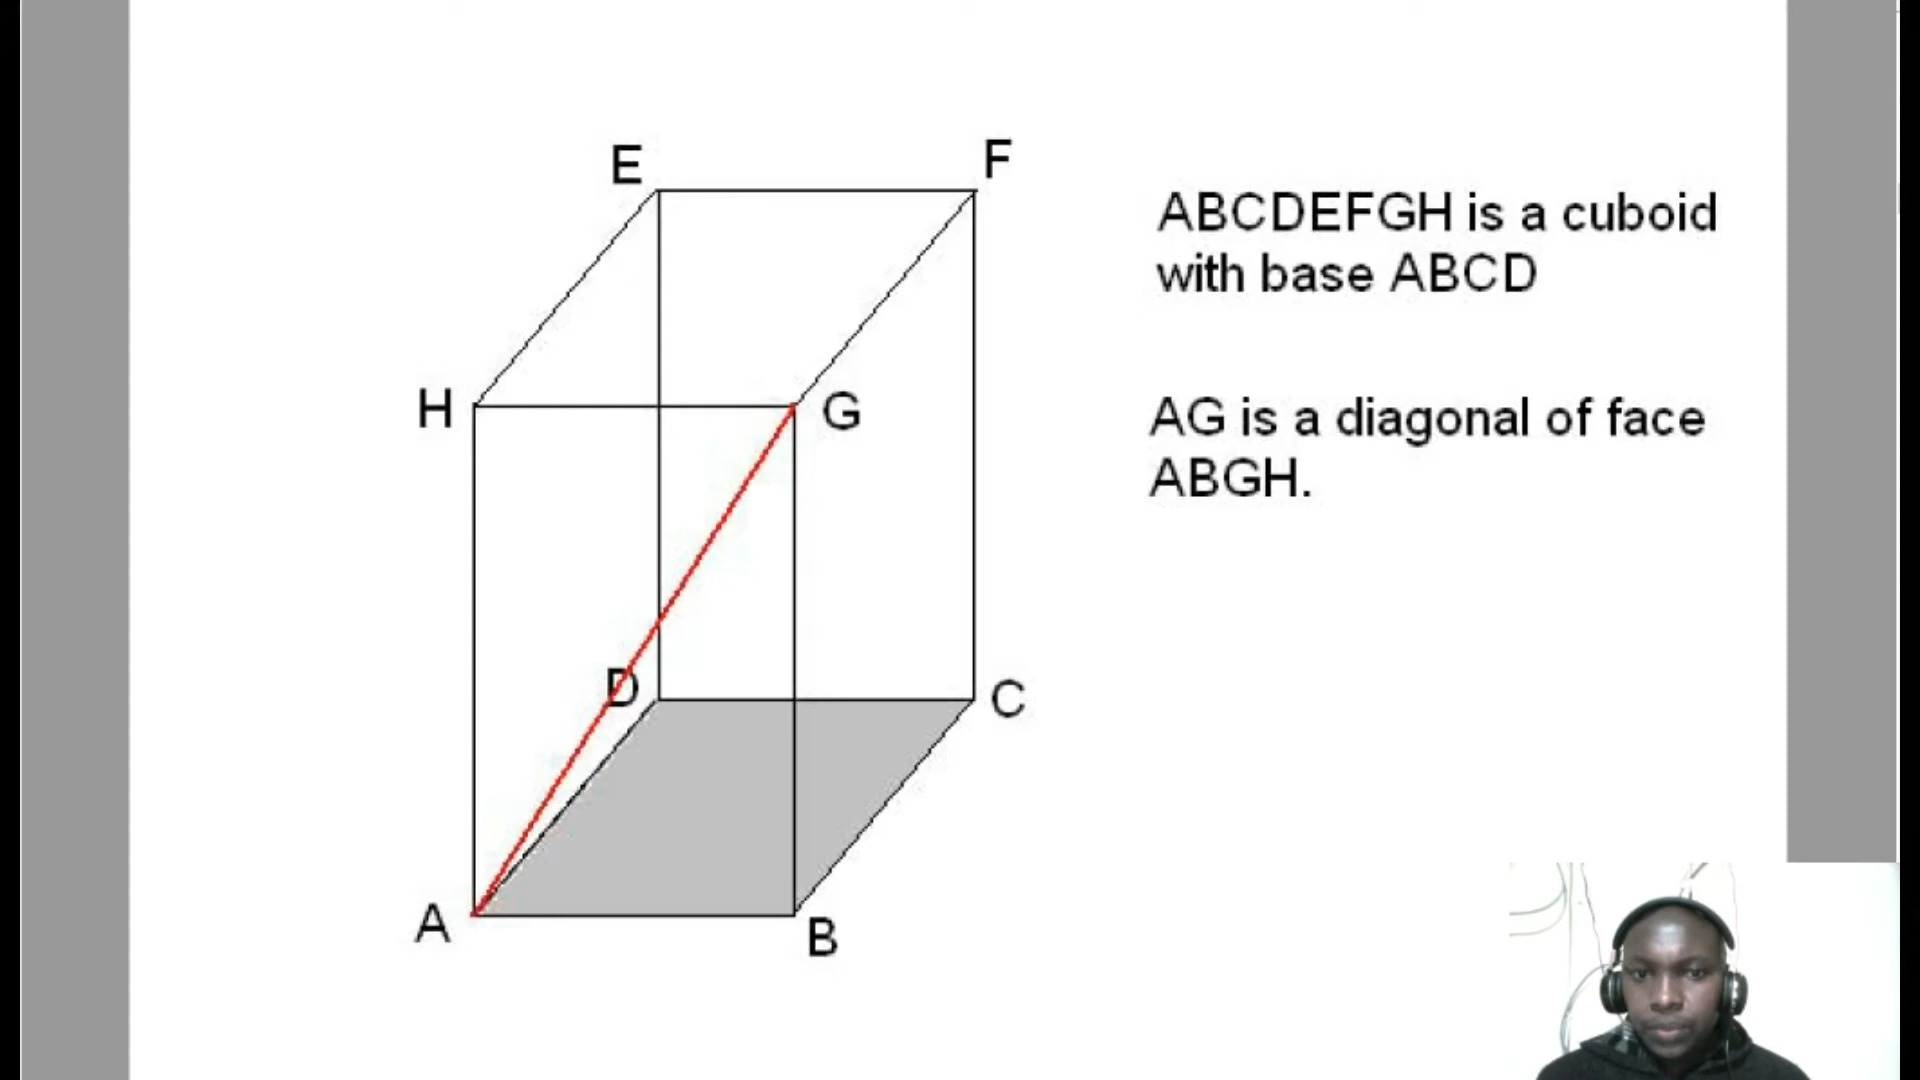 E
F
ABCDEFGH is a cuboid
with base ABCD
H
G
AG is a diagonal of face
ABGH.
D
C
A
B